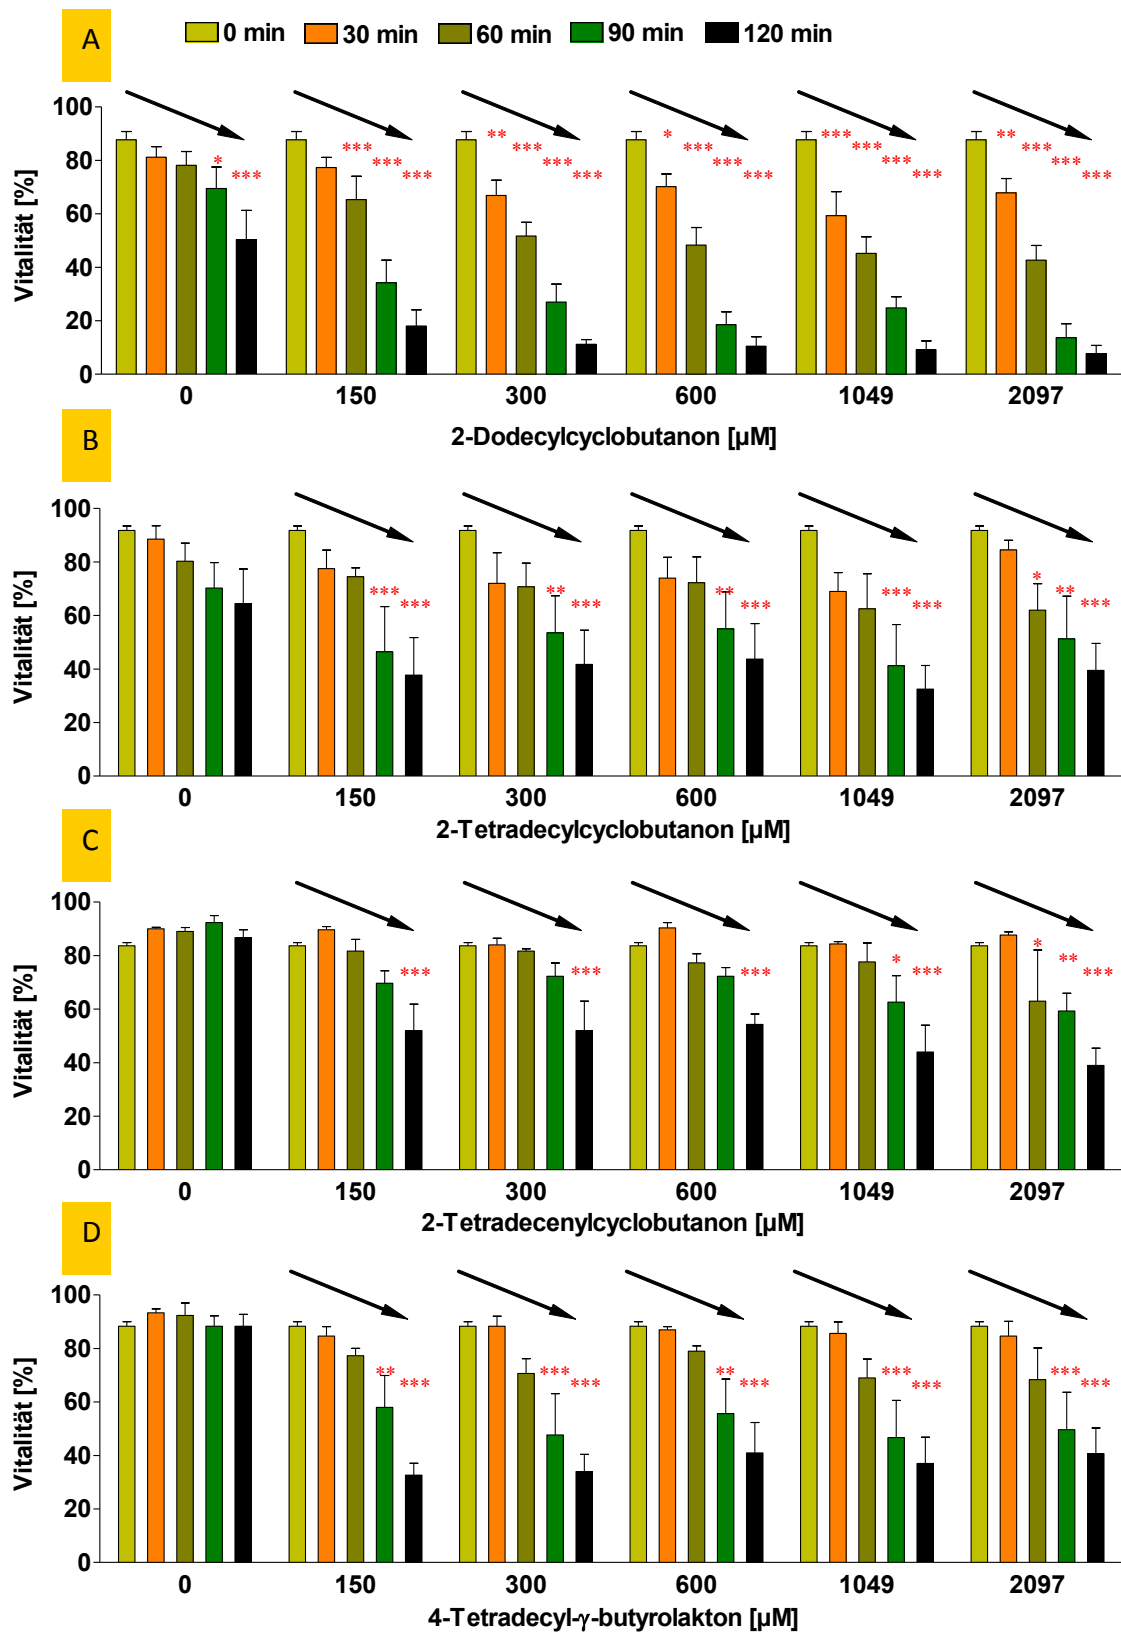 A
0 min 30 min 60 min 90 min 120 min
Vitalität [%]
100
80
60
40
20
0
* ***
*** *** ***
** *** *** ***
* *** *** ***
*** *** *** ***
** *** *** ***
0 150 300 600 1049 2097
2-Dodecylcyclobutanon [µM]
B
Vitalität [%]
100
80
60
40
20
0
*** ***
** ***
** ***
*** ***
* ** ***
0 150 300 600 1049 2097
2-Tetradecylcyclobutanon [µM]
C
Vitalität [%]
100
80
60
40
20
0
***
***
***
* ***
* ** ***
0 150 300 600 1049 2097
2-Tetradecenylcyclobutanon [µM]
D
Vitalität [%]
100
80
60
40
20
0
** ***
*** ***
** ***
*** ***
*** ***
0 150 300 600 1049 2097
4-Tetradecyl-γ-butyrolakton [µM]